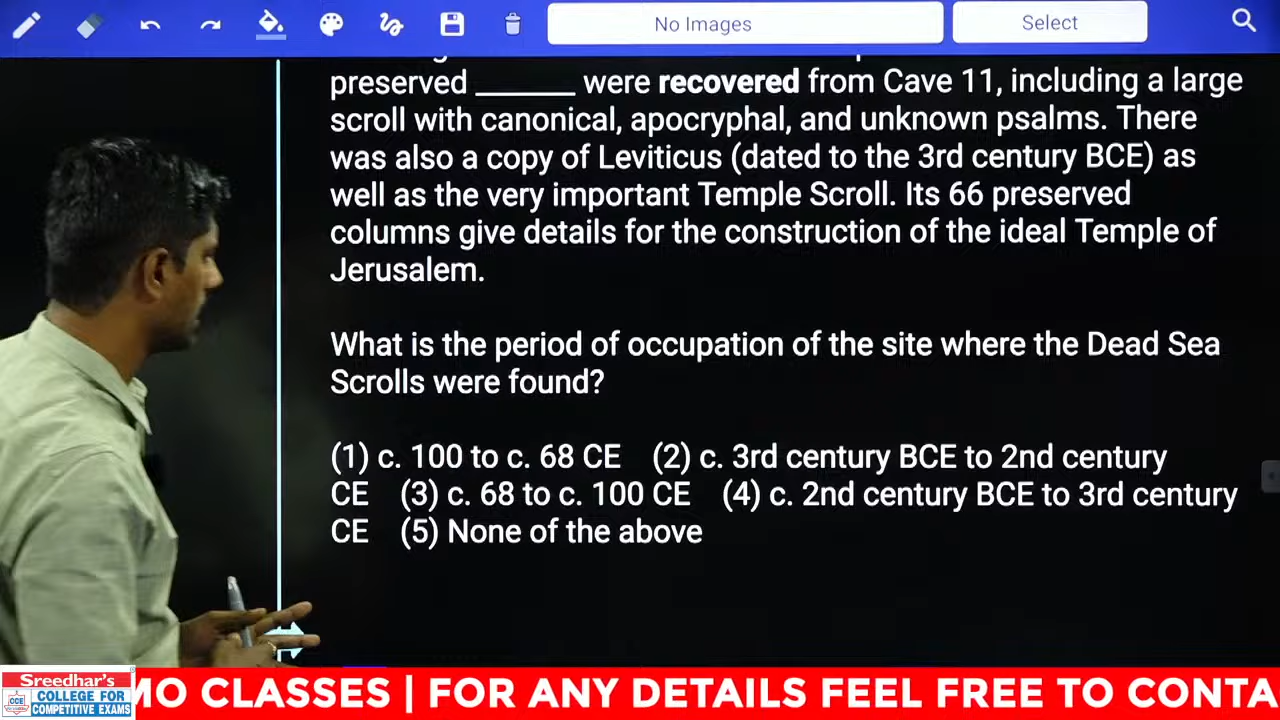 No Images
Select
preserved ______ were recovered from Cave 11, including a large
scroll with canonical, apocryphal, and unknown psalms. There
was also a copy of Leviticus (dated to the 3rd century BCE) as
well as the very important Temple Scroll. Its 66 preserved
columns give details for the construction of the ideal Temple of
Jerusalem.
What is the period of occupation of the site where the Dead Sea
Scrolls were found?
(1) c. 100 to c. 68 CE (2) c. 3rd century BCE to 2nd century
CE (3) c. 68 to c. 100 CE (4) c. 2nd century BCE to 3rd century
CE (5) None of the above
Sreedhar's
CCE
COLLEGE FOR
COMPETITIVE EXAMS
MO CLASSES | FOR ANY DETAILS FEEL FREE TO CONTA